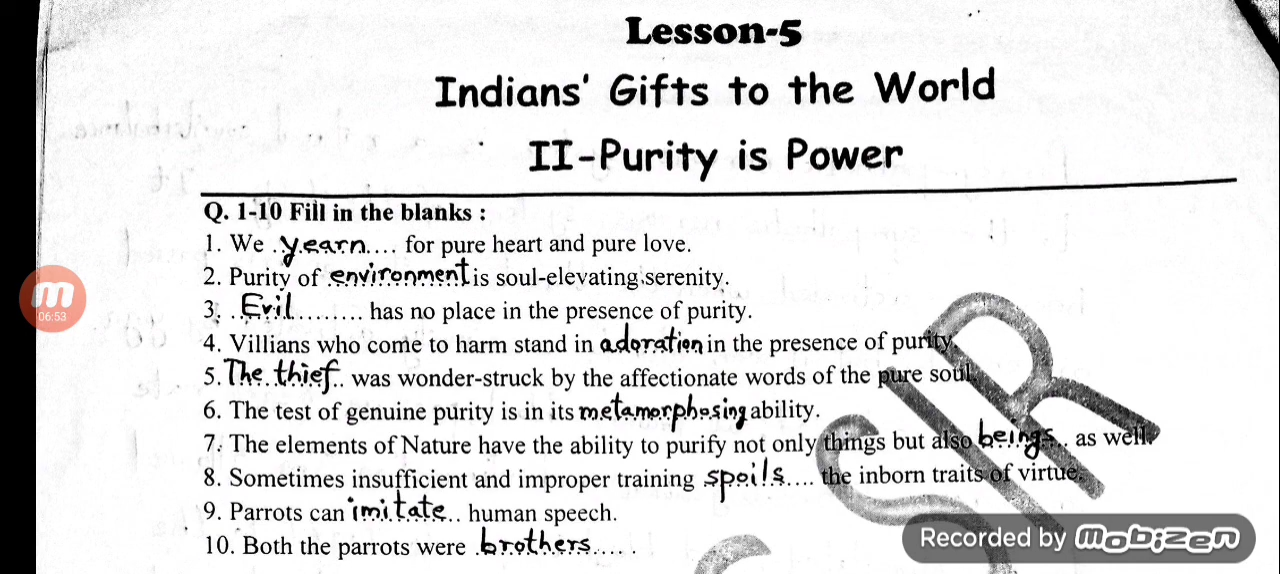 Lesson-5
Indians' Gifts to the World
II-Purity is Power
Q. 1-10 Fill in the blanks :
1. We .yearn.... for pure heart and pure love.
2. Purity of environment is soul-elevating serenity.
3. .Evil........ has no place in the presence of purity.
4. Villians who come to harm stand in adoration in the presence of purity.
5. The thief.. was wonder-struck by the affectionate words of the pure soul.
6. The test of genuine purity is in its metamorphosing ability.
7. The elements of Nature have the ability to purify not only things but also beings.. as well.
8. Sometimes insufficient and improper training spoils.... the inborn traits of virtue.
9. Parrots can imitate.. human speech.
10. Both the parrots were brothers.....
SIR
m
06:53
Recorded by mobizen